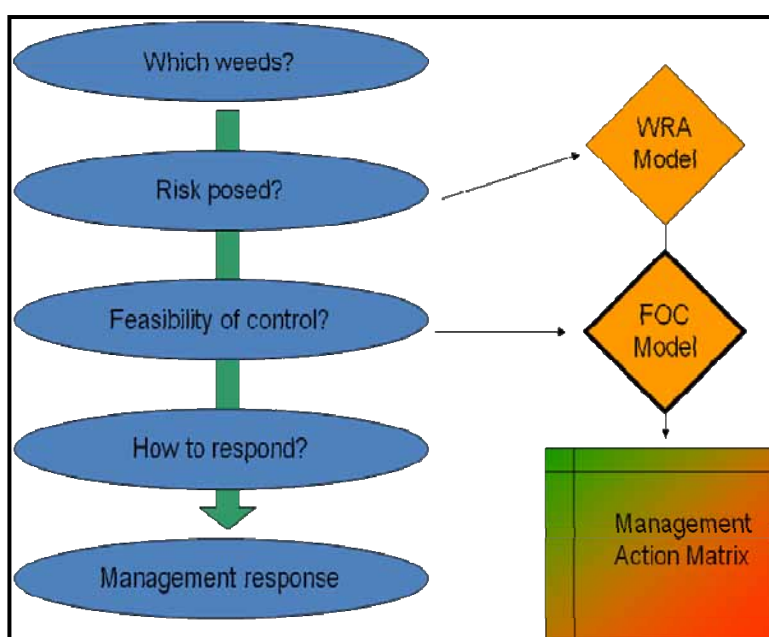 Which weeds?
Risk posed?
Feasibility of control?
How to respond?
Management response
WRA
Model
FOC
Model
Management
Action Matrix